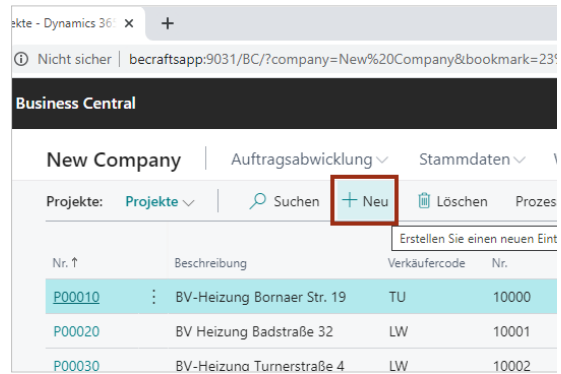 ekte - Dynamics 36 × +
Nicht sicher | becraftsapp:9031/BC/?company=New%20Company&bookmark=23%
Business Central
New Company Auftragsabwicklung Stammdaten
Projekte: Projekte Suchen + Neu Löschen Prozes
Erstellen Sie einen neuen Eint
Nr. ↑ Beschreibung Verkäufercode Nr.
P00010 BV-Heizung Bornaer Str. 19 TU 10000
P00020 BV Heizung Badstraße 32 LW 10001
P00030 BV-Heizung Turnerstraße 4 LW 10002